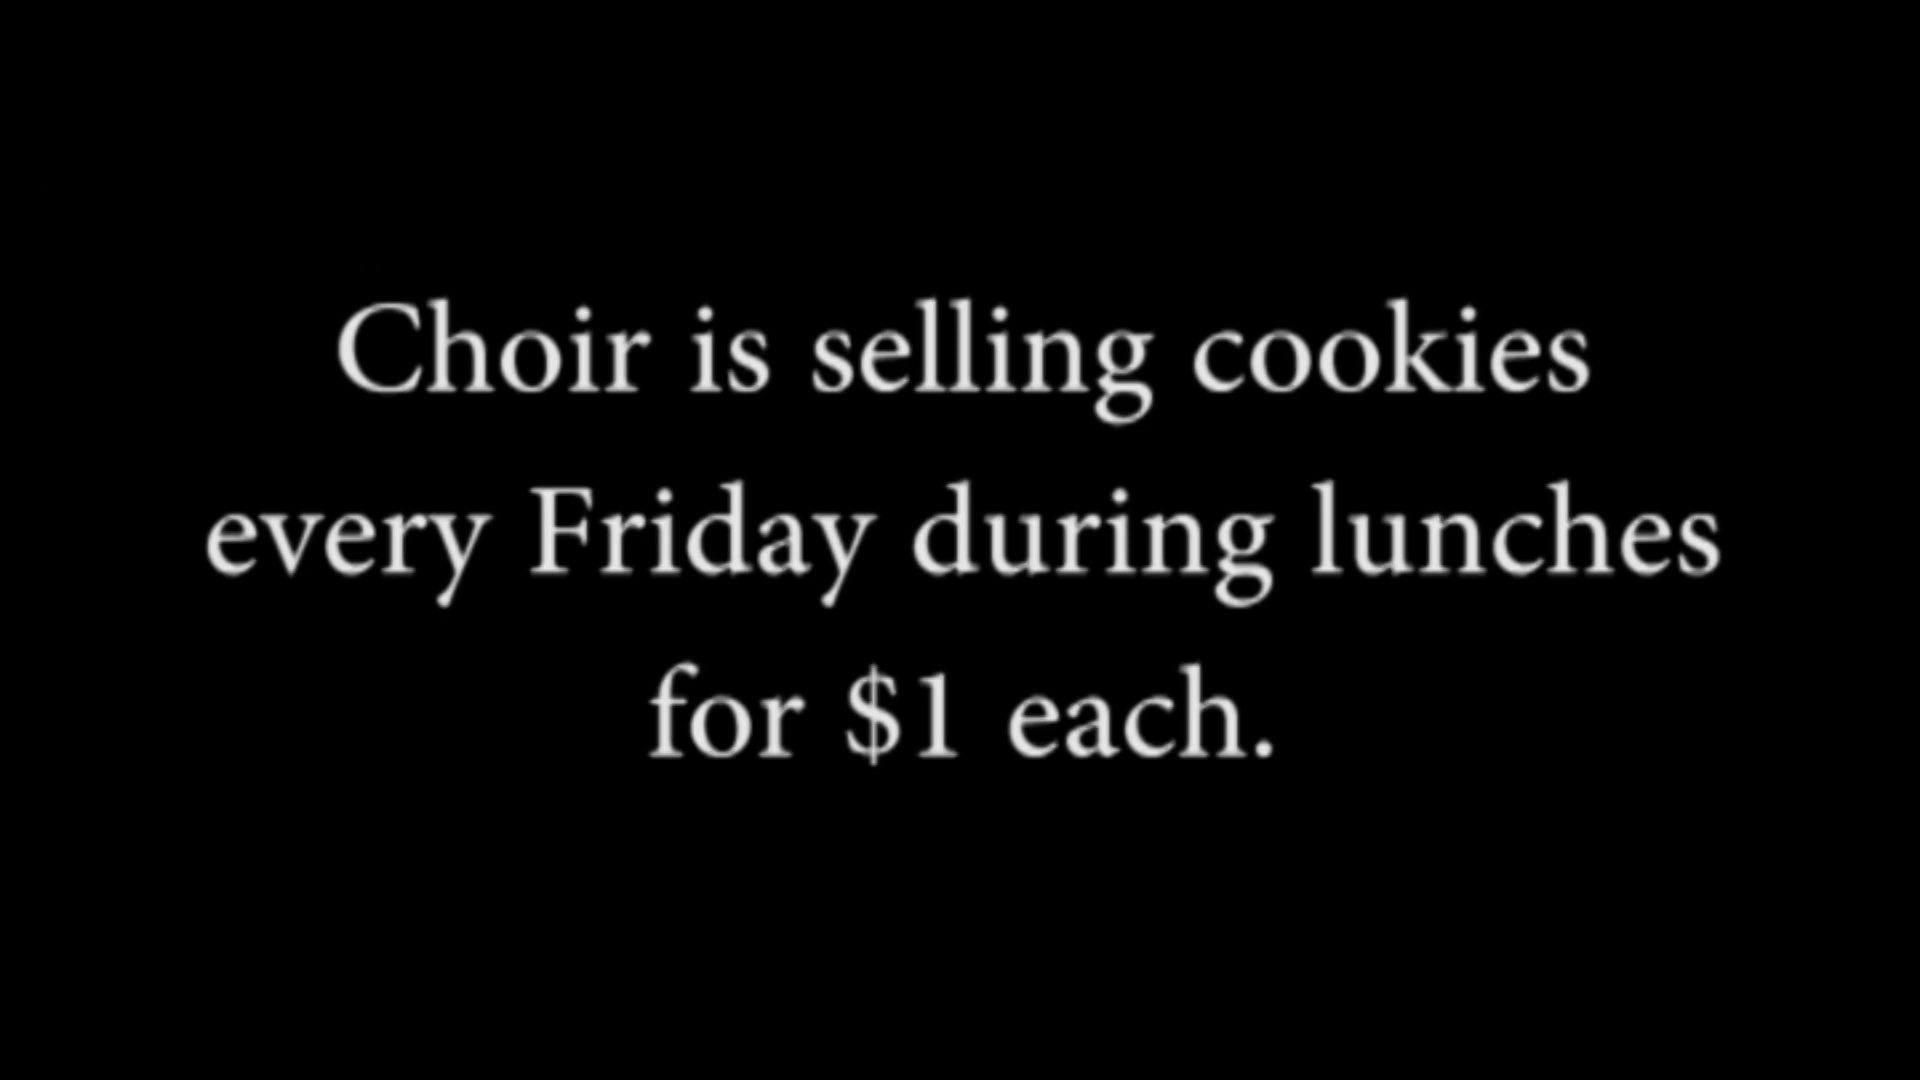 Choir is selling cookies
every Friday during lunches
for $1 each.